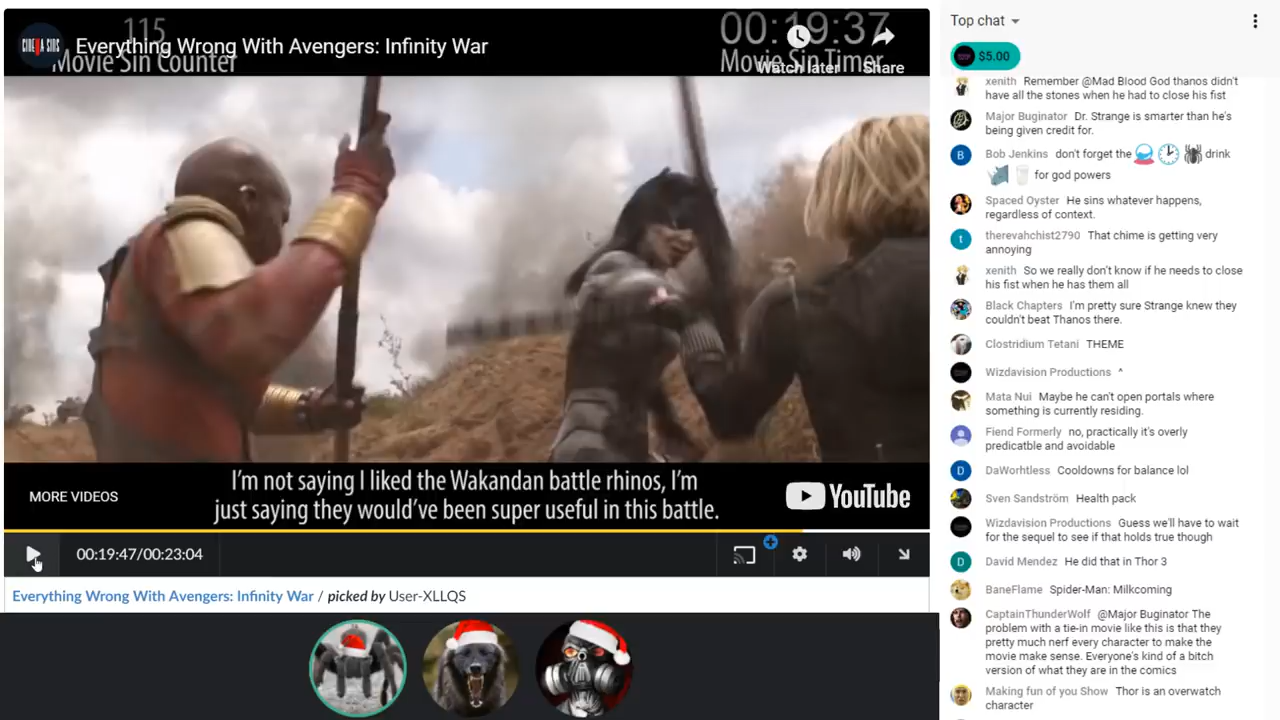 115
00:19:37
CINEMA SINS
Everything Wrong With Avengers: Infinity War
Movie Sin Counter
Movie Sin Timer
Watch later
Share
I'm not saying I liked the Wakandan battle rhinos, I'm
just saying they would've been super useful in this battle.
MORE VIDEOS
YouTube
00:19:47/00:23:04
Everything Wrong With Avengers: Infinity War / picked by User-XLLQS
Top chat
$5.00
xenith Remember @Mad Blood God thanos didn't
have all the stones when he had to close his fist
Major Buginator Dr. Strange is smarter than he's
being given credit for.
B
Bob Jenkins don't forget the drink
for god powers
Spaced Oyster He sins whatever happens,
regardless of context.
t
therevahchist2790 That chime is getting very
annoying
xenith So we really don't know if he needs to close
his fist when he has them all
Black Chapters I'm pretty sure Strange knew they
couldn't beat Thanos there.
Clostridium Tetani THEME
Wizdavision Productions ^
Mata Nui Maybe he can't open portals where
something is currently residing.
Fiend Formerly no, practically it's overly
predicatble and avoidable
D
DaWorhtless Cooldowns for balance lol
Sven Sandström Health pack
Wizdavision Productions Guess we'll have to wait
for the sequel to see if that holds true though
D
David Mendez He did that in Thor 3
BaneFlame Spider-Man: Milkcoming
CaptainThunderWolf @Major Buginator The
problem with a tie-in movie like this is that they
pretty much nerf every character to make the
movie make sense. Everyone's kind of a bitch
version of what they are in the comics
Making fun of you Show Thor is an overwatch
character